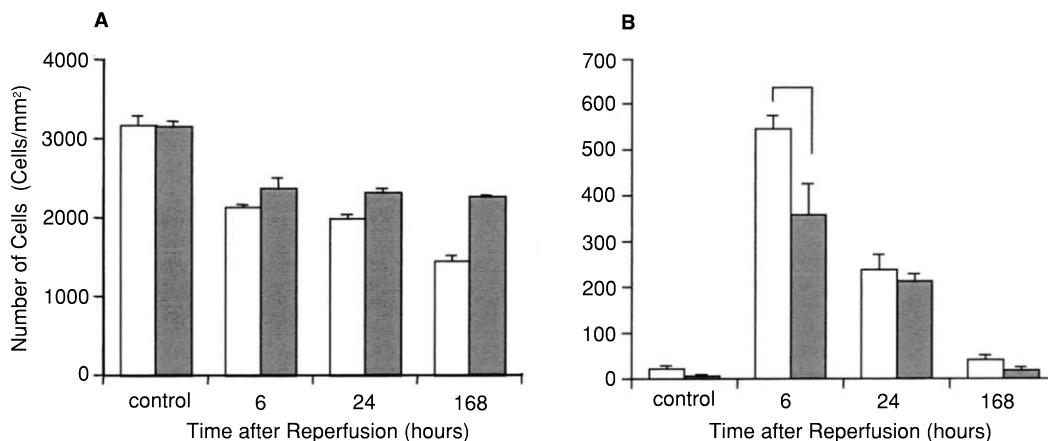 A
Number of Cells (Cells/mm²)
4000
3000
2000
1000
0
control 6 24 168
Time after Reperfusion (hours)
B
700
600
500
400
300
200
100
0
control 6 24 168
Time after Reperfusion (hours)